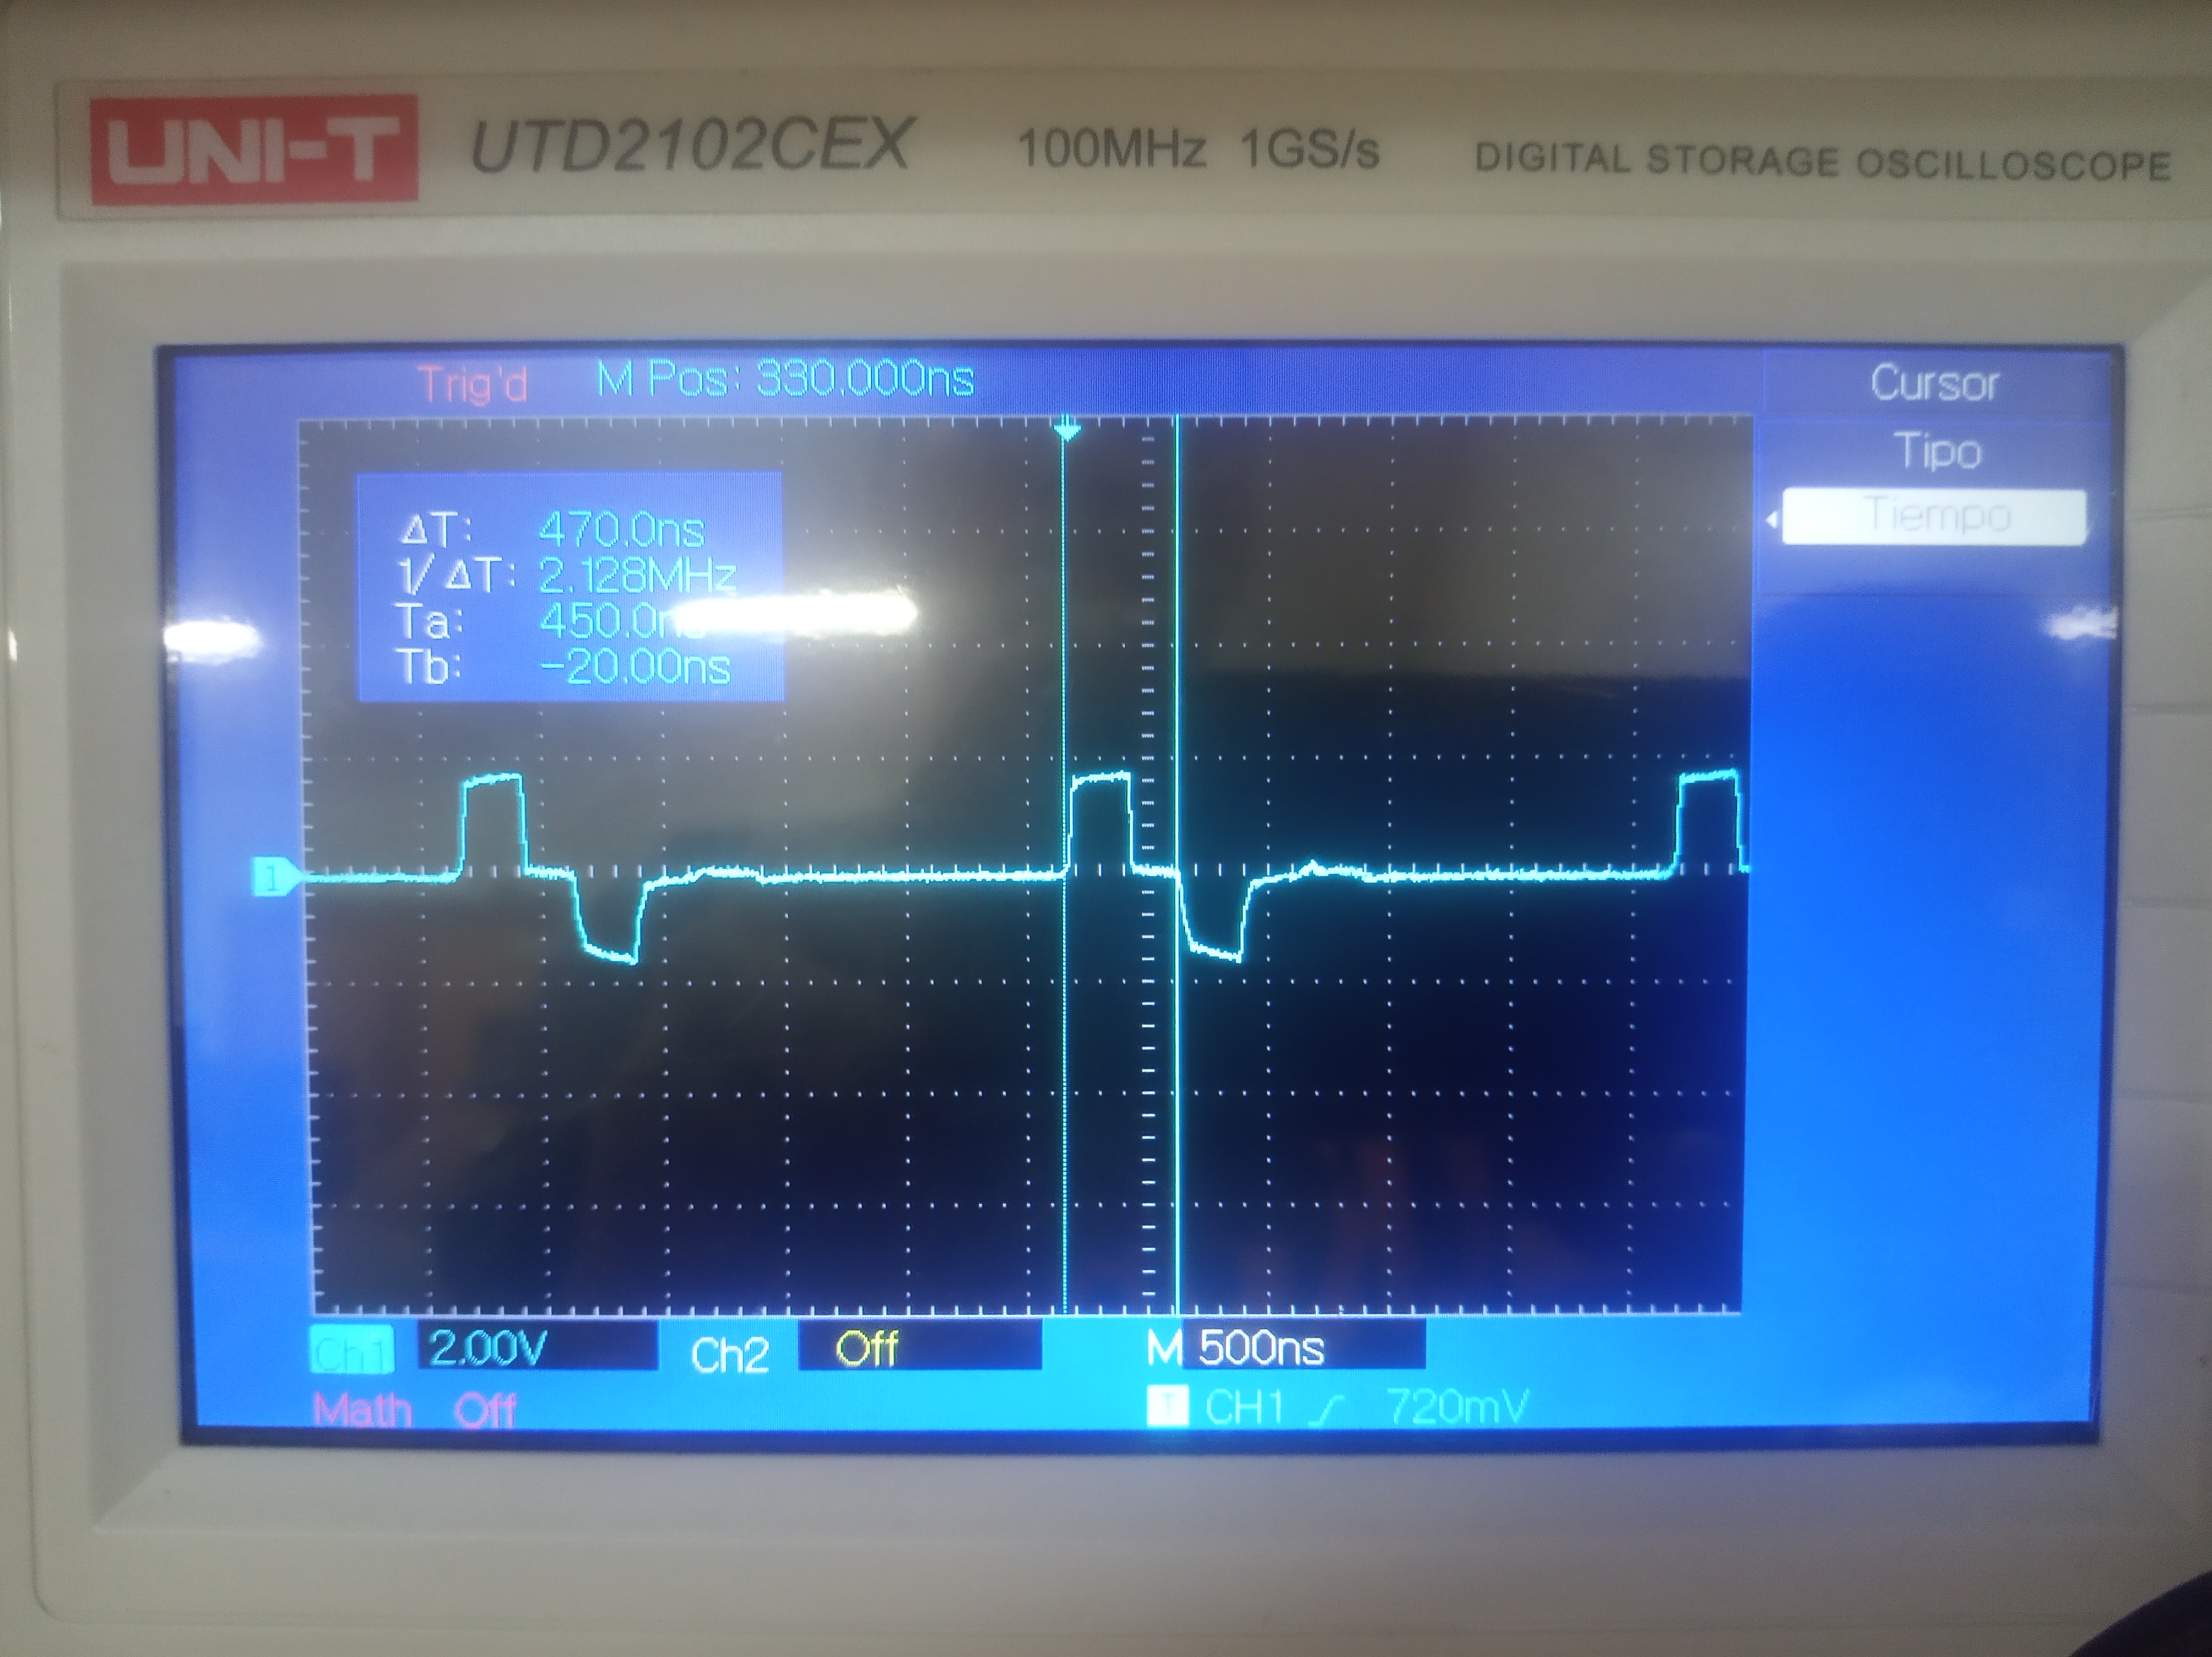 UNI-T UTD2102CEX 100MHz 1GS/s DIGITAL STORAGE OSCILLOSCOPE
Trig'd M Pos: 330.000ns
Cursor
Tipo
Tiempo
ΔT: 470.0ns
1/ΔT: 2.128MHz
Ta: 450.0n
Tb: -20.00ns
1
Ch1 2.00V Ch2 Off M 500ns
Math Off T CH1 720mV